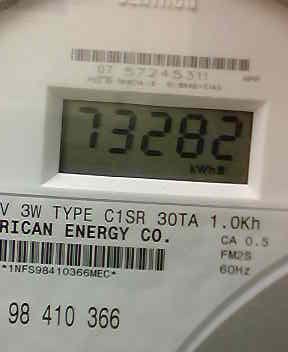 07 57245311
73282
kWh
V 3W TYPE C1SR 30TA 1.0Kh
RICAN ENERGY CO.
CA 0.5
FM2S
60Hz
*1NFS98410366MEC*
98 410 366